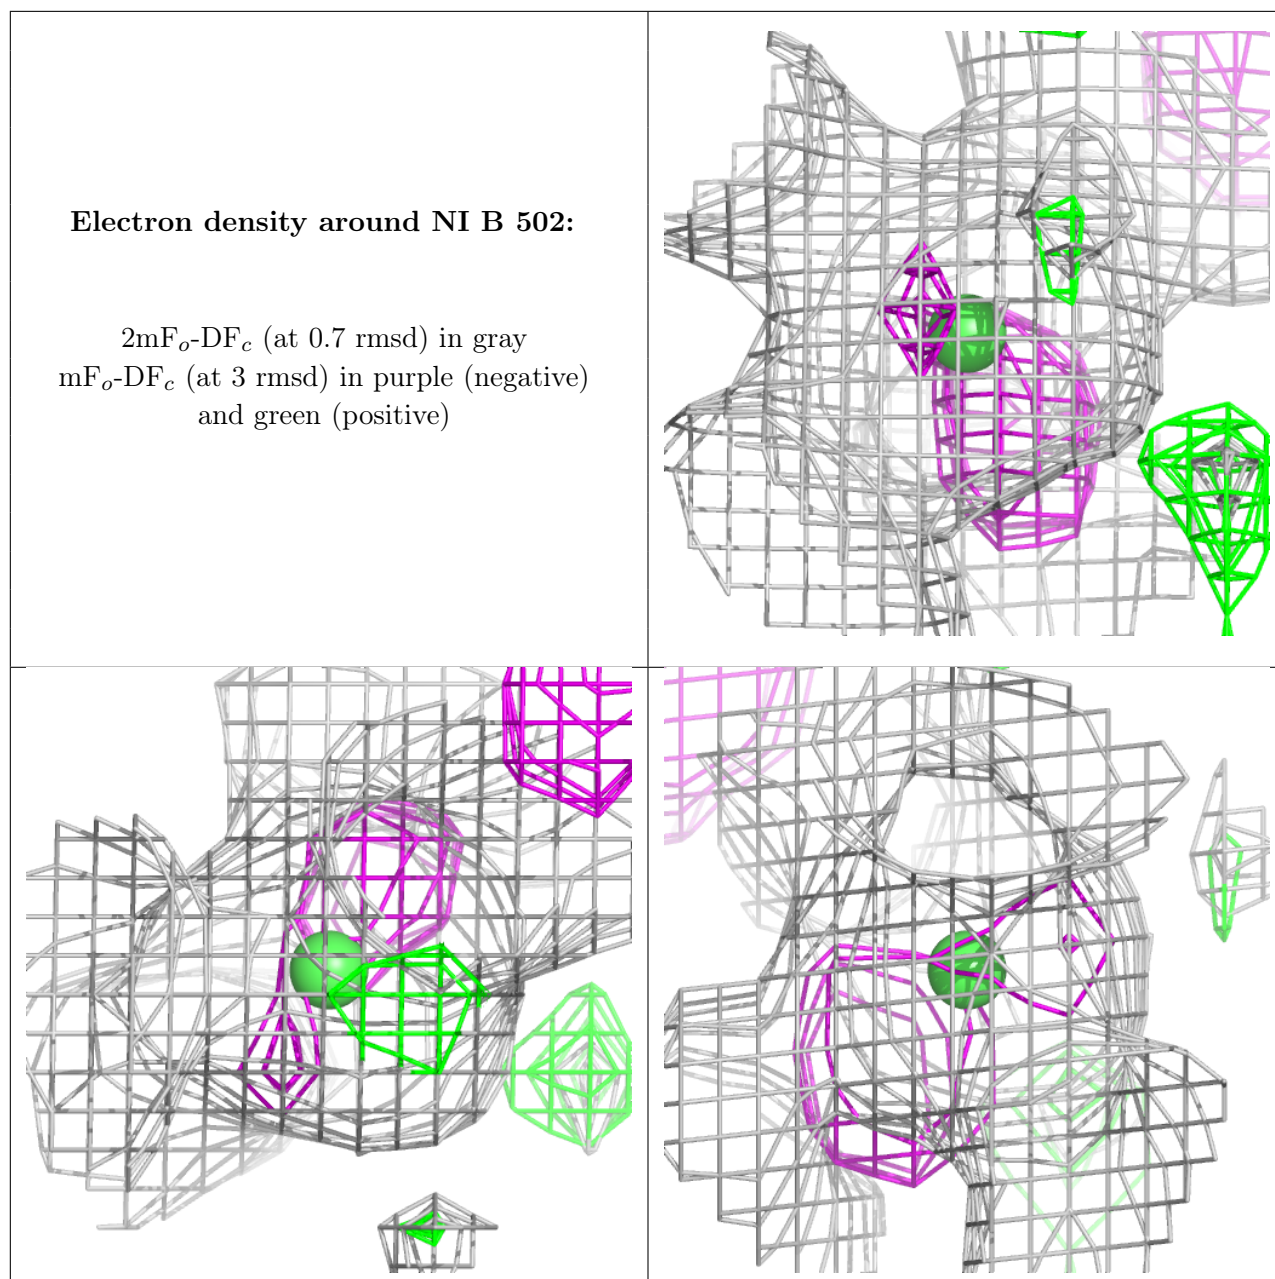 Electron density around NI B 502:
2mFo-DFc (at 0.7 rmsd) in gray
mFo-DFc (at 3 rmsd) in purple (negative)
and green (positive)